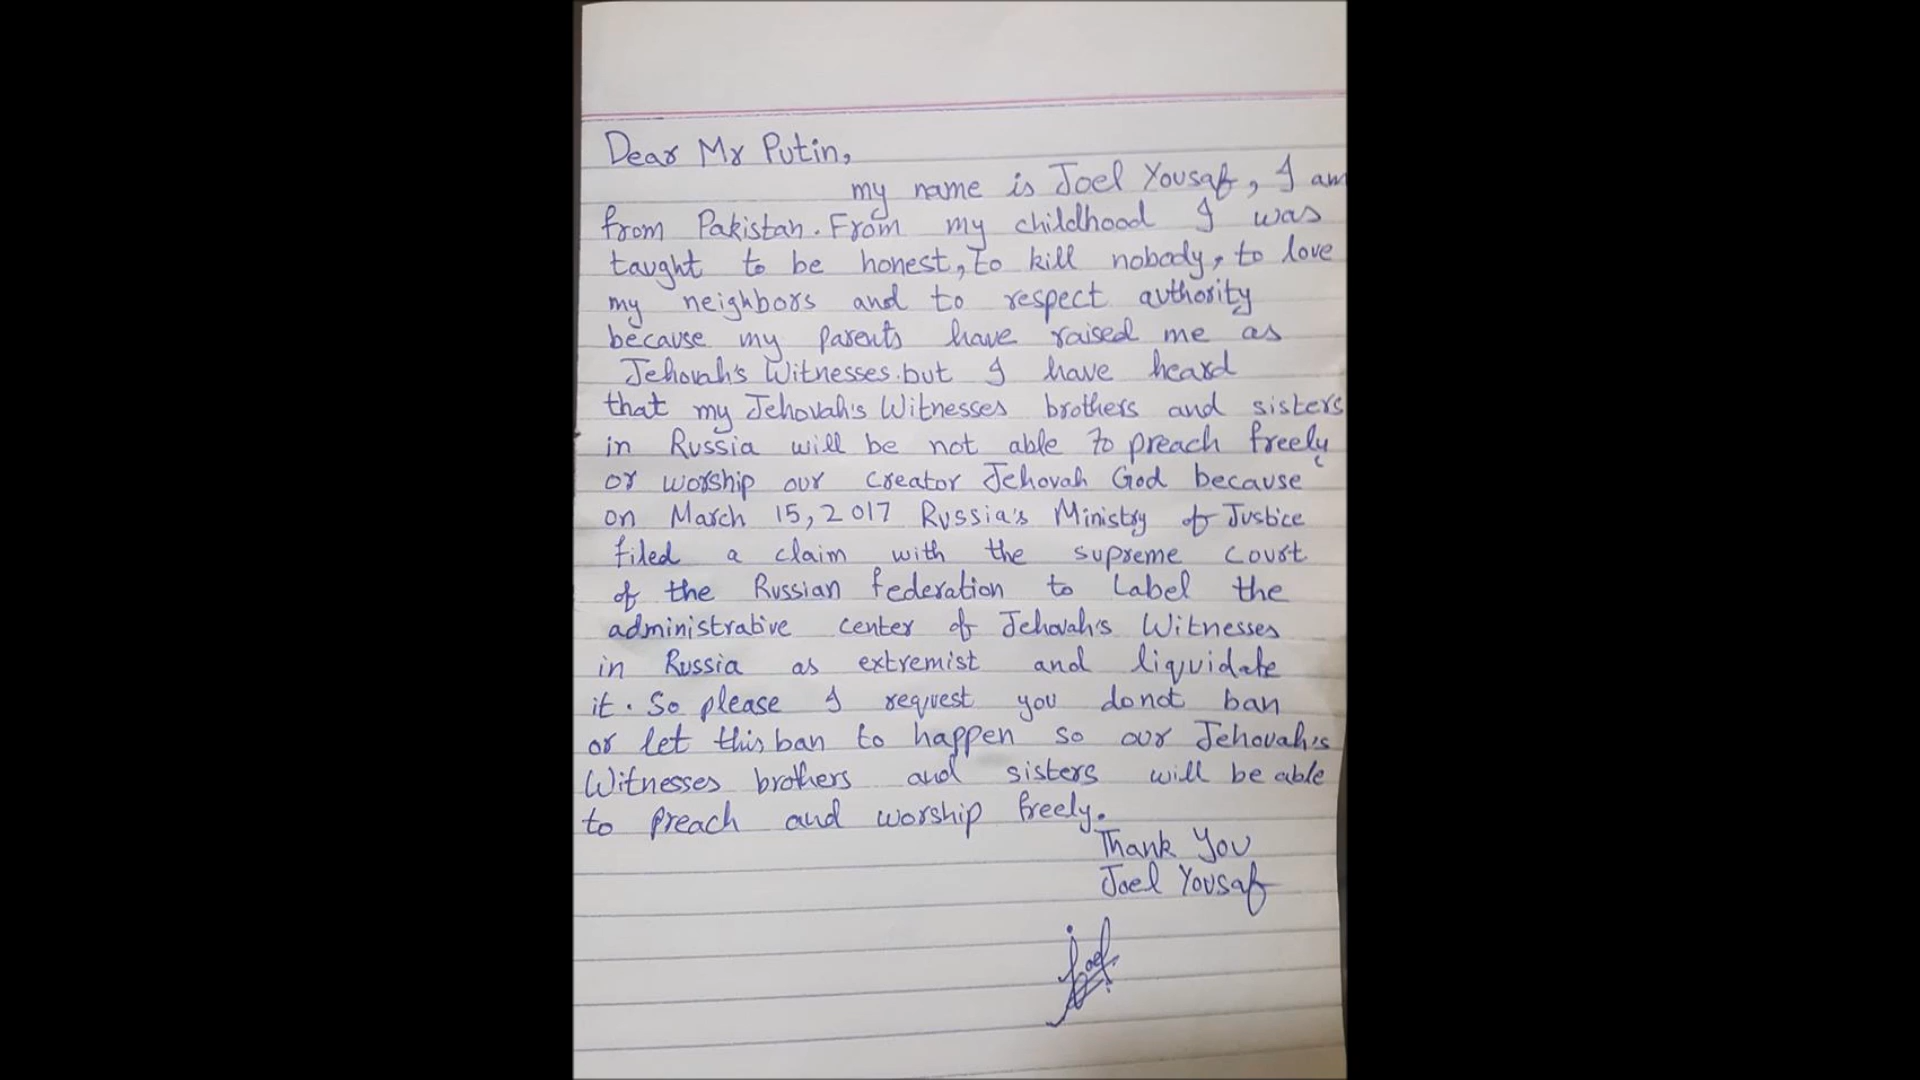 Dear Mr Putin,
my name is Joel Yousaf, I am
from Pakistan. From my childhood I was
taught to be honest, to kill nobody, to love
my neighbors and to respect authority
because my parents have raised me as
Jehovah's Witnesses. but I have heard
that my Jehovah's Witnesses brothers and sisters
in Russia will be not able to preach freely
or worship our creator Jehovah God because
on March 15, 2017 Russia's Ministry of Justice
filed a claim with the supreme court
of the Russian federation to label the
administrative center of Jehovah's Witnesses
in Russia as extremist and liquidate
it. So please I request you donot ban
or let this ban to happen so our Jehovah's
Witnesses brothers and sisters will be able
to preach and worship freely.
Thank You
Joel Yousaf
Joel